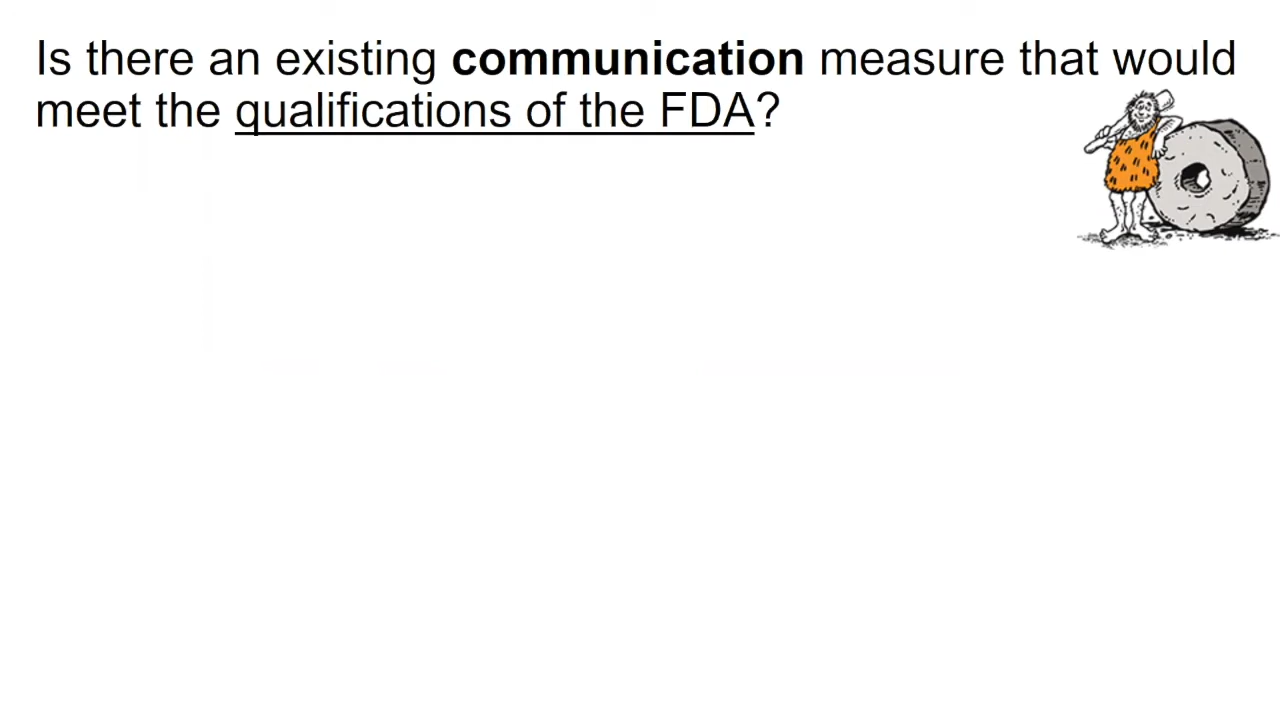 Is there an existing communication measure that would
meet the qualifications of the FDA?